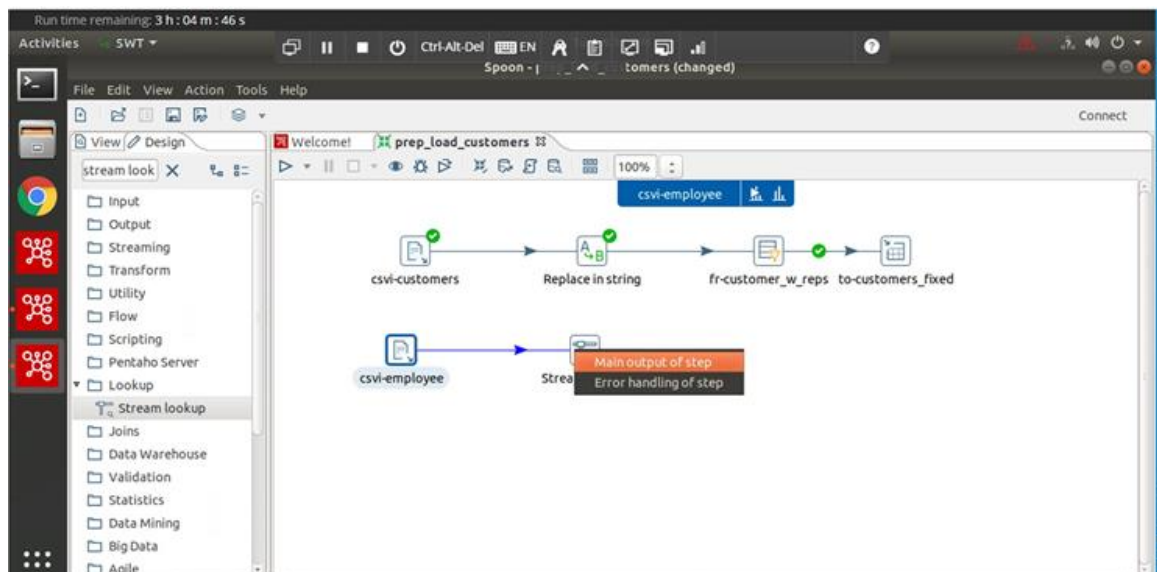 Run time remaining: 3 h : 04 m : 46 s
Activities SWT
Ctrl-Alt-Del EN
Spoon - tomers (changed)
File Edit View Action Tools Help
Connect
View Design
Welcome! prep_load_customers
stream look
100%
csvi-employee
Input
Output
Streaming
Transform
Utility
Flow
Scripting
Pentaho Server
Lookup
Stream lookup
Joins
Data Warehouse
Validation
Statistics
Data Mining
Big Data
Agile
csvi-customers Replace in string fr-customer_w_reps to-customers_fixed
Main output of step
Error handling of step
csvi-employee Strea